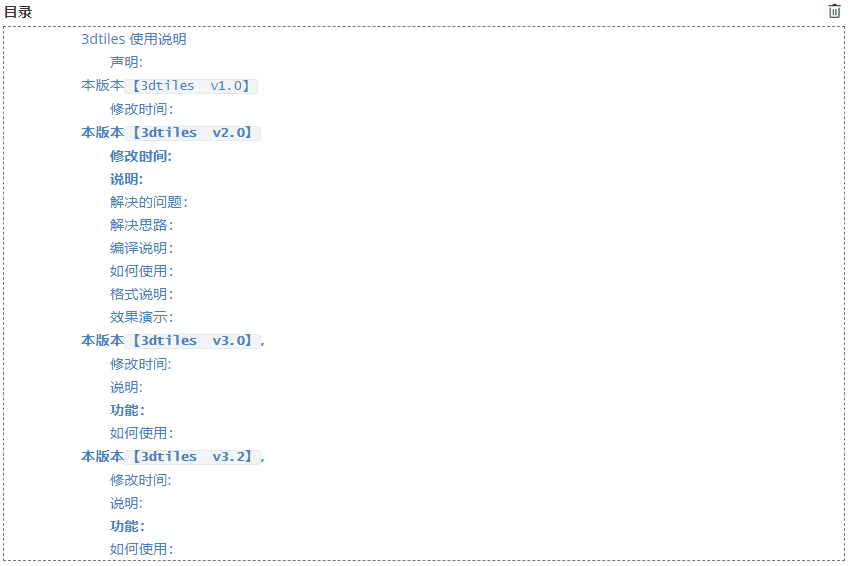 目录
3dtiles 使用说明
声明:
本版本【3dtiles  v1.0】
修改时间：
本版本【3dtiles  v2.0】
修改时间:
说明:
解决的问题：
解决思路：
编译说明：
如何使用：
格式说明：
效果演示：
本版本【3dtiles  v3.0】,
修改时间:
说明:
功能：
如何使用：
本版本【3dtiles  v3.2】,
修改时间:
说明:
功能：
如何使用：